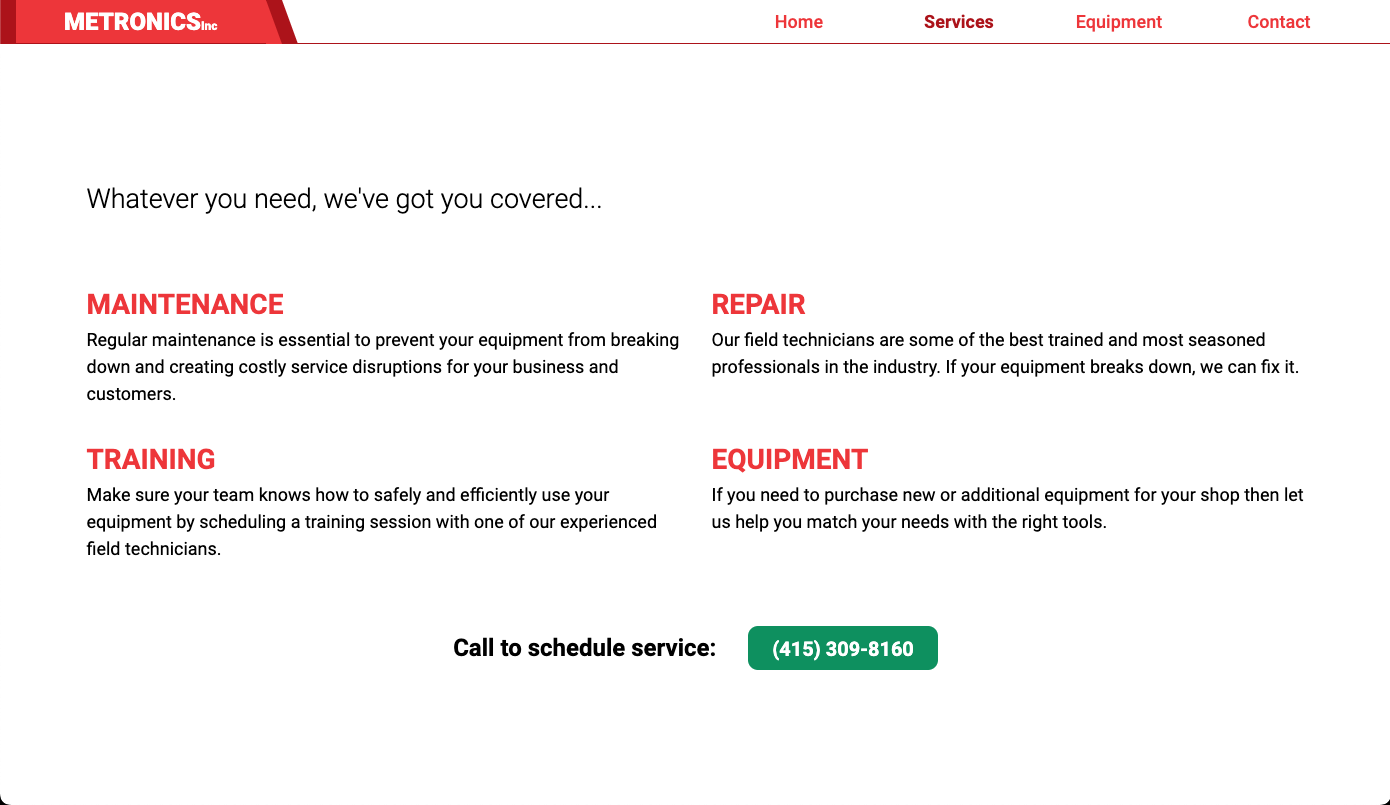 METRONICSInc
Home Services Equipment Contact
Whatever you need, we've got you covered...
MAINTENANCE
Regular maintenance is essential to prevent your equipment from breaking
down and creating costly service disruptions for your business and
customers.
REPAIR
Our field technicians are some of the best trained and most seasoned
professionals in the industry. If your equipment breaks down, we can fix it.
TRAINING
Make sure your team knows how to safely and efficiently use your
equipment by scheduling a training session with one of our experienced
field technicians.
EQUIPMENT
If you need to purchase new or additional equipment for your shop then let
us help you match your needs with the right tools.
Call to schedule service: (415) 309-8160